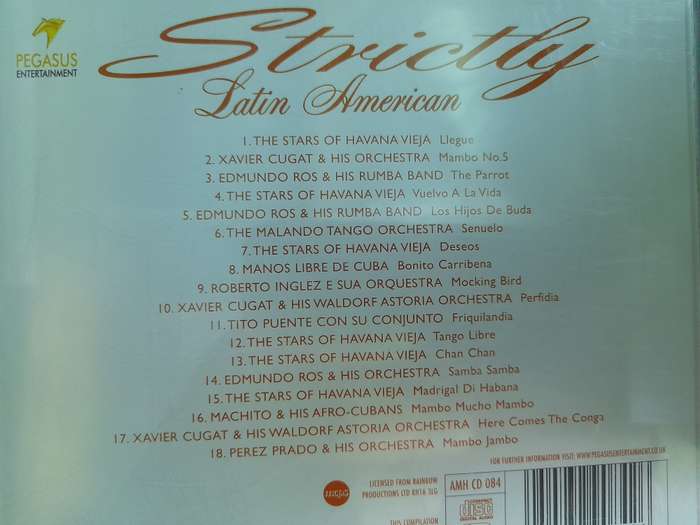 PEGASUS
ENTERTAINMENT
Strictly
Latin American
1. THE STARS OF HAVANA VIEJA Llegue
2. XAVIER CUGAT & HIS ORCHESTRA Mambo No.5
3. EDMUNDO ROS & HIS RUMBA BAND The Parrot
4. THE STARS OF HAVANA VIEJA Vuelvo A La Vida
5. EDMUNDO ROS & HIS RUMBA BAND Los Hijos De Buda
6. THE MALANDO TANGO ORCHESTRA Senuelo
7. THE STARS OF HAVANA VIEJA Deseos
8. MANOS LIBRE DE CUBA Bonito Carribena
9. ROBERTO INGLEZ E SUA ORQUESTRA Mocking Bird
10. XAVIER CUGAT & HIS WALDORF ASTORIA ORCHESTRA Perfidia
11. TITO PUENTE CON SU CONJUNTO Friquilandia
12. THE STARS OF HAVANA VIEJA Tango Libre
13. THE STARS OF HAVANA VIEJA Chan Chan
14. EDMUNDO ROS & HIS ORCHESTRA Samba Samba
15. THE STARS OF HAVANA VIEJA Madrigal Di Habana
16. MACHITO & HIS AFRO-CUBANS Mambo Mucho Mambo
17. XAVIER CUGAT & HIS WALDORF ASTORIA ORCHESTRA Here Comes The Conga
18. PEREZ PRADO & HIS ORCHESTRA Mambo Jambo
FOR FURTHER INFORMATION VISIT: WWW.PEGASUSENTERTAINMENT.CO.UK
LICENSED FROM RAINBOW
PRODUCTIONS LTD RH16 3LG
AMH CD 084
COMPACT
disc
DIGITAL AUDIO
THIS COMPILATION